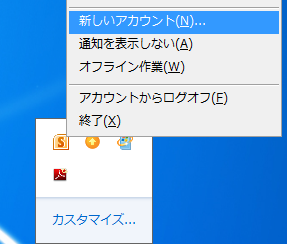 新しいアカウント(N)...
通知を表示しない(A)
オフライン作業(W)
アカウントからログオフ(F)
終了(X)
カスタマイズ...